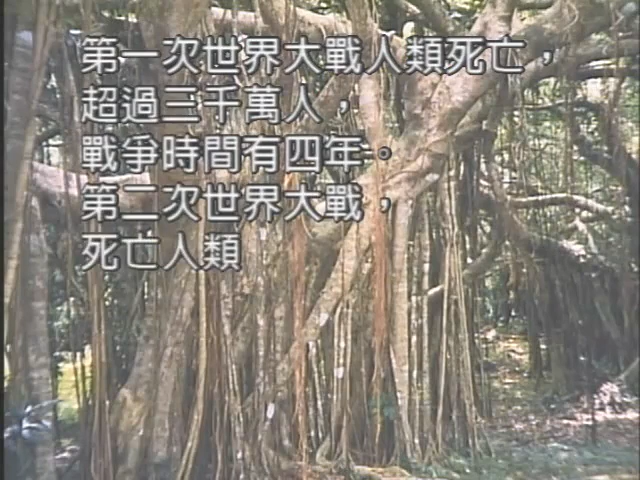 第一次世界大戰人類死亡，
超過三千萬人，
戰爭時間有四年。
第二次世界大戰，
死亡人類